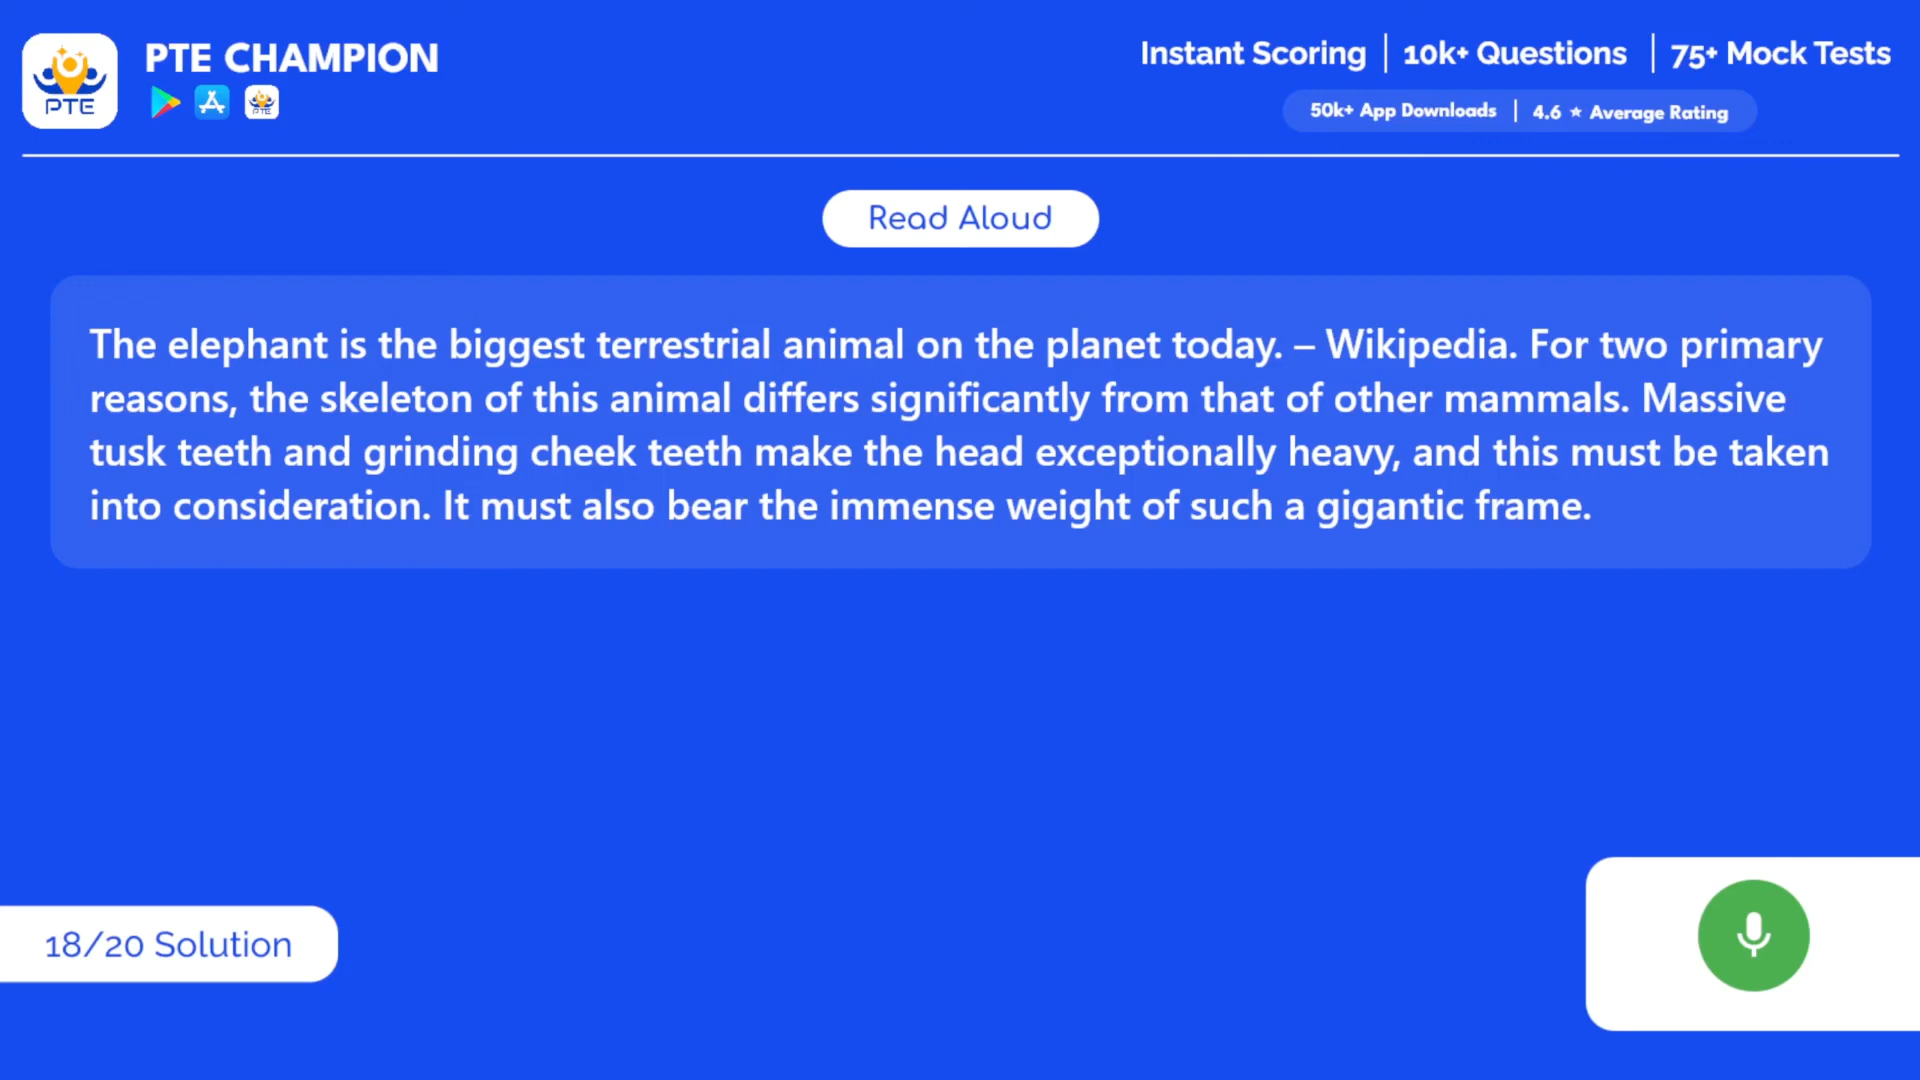 PTE CHAMPION
PTE
PTE
Instant Scoring | 10k+ Questions | 75+ Mock Tests
50k+ App Downloads | 4.6 ★ Average Rating
Read Aloud
The elephant is the biggest terrestrial animal on the planet today. – Wikipedia. For two primary
reasons, the skeleton of this animal differs significantly from that of other mammals. Massive
tusk teeth and grinding cheek teeth make the head exceptionally heavy, and this must be taken
into consideration. It must also bear the immense weight of such a gigantic frame.
18/20 Solution